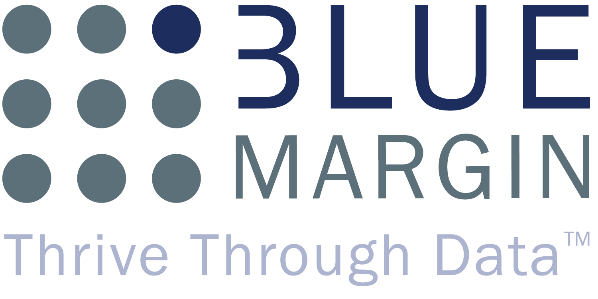 BLUE
MARGIN
Thrive Through Data™